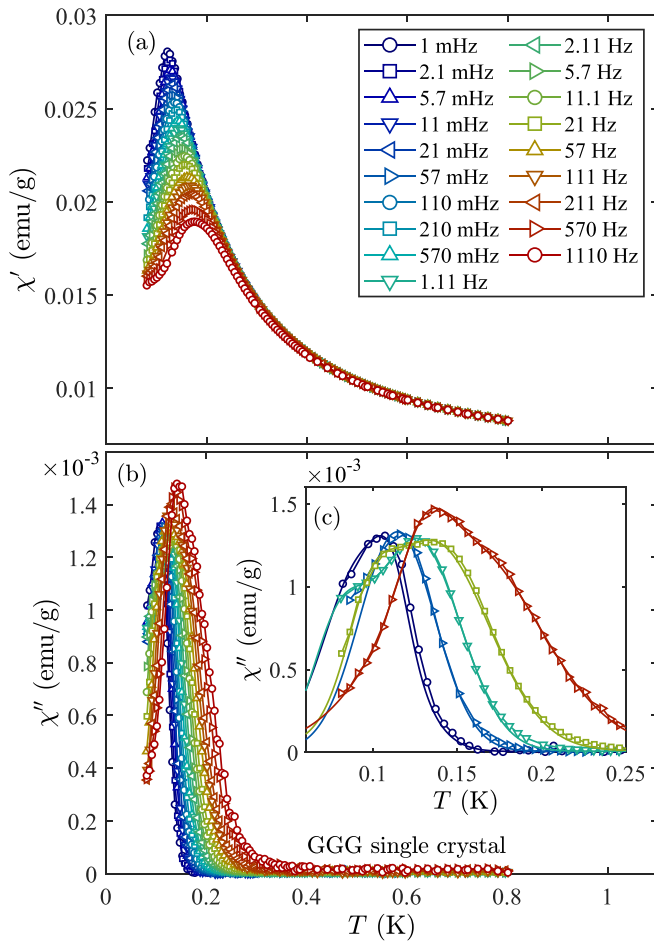 0.03
(a)
1 mHz
2.1 mHz
5.7 mHz
11 mHz
21 mHz
57 mHz
110 mHz
210 mHz
570 mHz
1.11 Hz
2.11 Hz
5.7 Hz
11.1 Hz
21 Hz
57 Hz
111 Hz
211 Hz
570 Hz
1110 Hz
0.025
0.02
0.015
0.01
χ′ (emu/g)
×10⁻³
(b)
1.4
1.2
1
0.8
0.6
0.4
0.2
0
χ″ (emu/g)
×10⁻³
(c)
1.5
1
0.5
0
χ″ (emu/g)
0.1 0.15 0.2 0.25
T (K)
GGG single crystal
0 0.2 0.4 0.6 0.8 1
T (K)